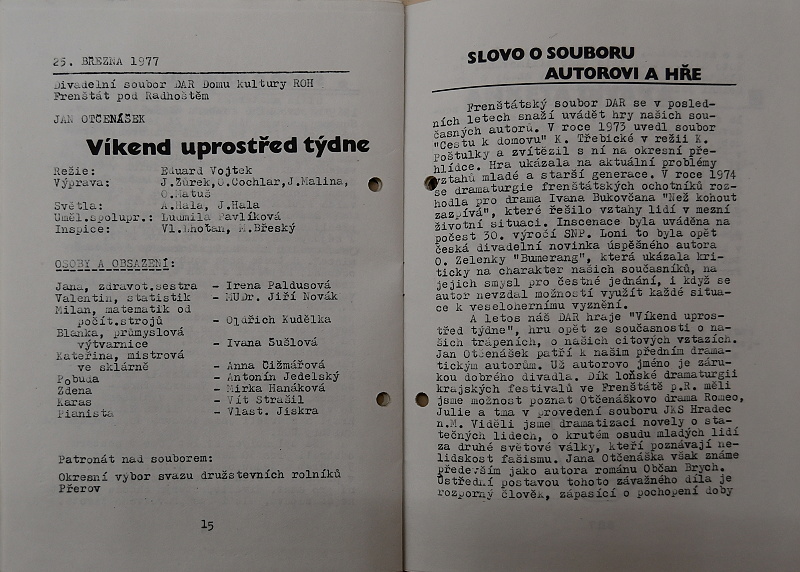 25. BŘEZNA 1977
Divadelní soubor DAR Domu kultury ROH
Frenštát pod Radhoštěm
JAN OTČENÁŠEK
Víkend uprostřed týdne
Režie: Eduard Vojtek
Výprava: J.Žůrek,O.Cochlar,J.Malina,
O.Matuš
Světla: A.Hala, J.Hala
Uměl.spolupr.: Ludmila Pavlíková
Inspice: Vl.Lhotan, M.Břeský
OSOBY A OBSAZENÍ:
Jana, zdravot.sestra - Irena Paldusová
Valentin, statistik - MUDr. Jiří Novák
Milan, matematik od
počít.strojů - Oldřich Kudělka
Blanka, průmyslová
výtvarnice - Ivana Sušlová
Kateřina, mistrová
ve sklárně - Anna Čižmářová
Pobuda - Antonín Jedelský
Zdena - Mirka Hanáková
Karas - Vít Strašil
Pianista - Vlast. Jiskra
Patronát nad souborem:
Okresní výbor svazu družstevních rolníků
Přerov
15
SLOVO O SOUBORU
AUTOROVI A HŘE
Frenštátský soubor DAR se v posled-
ních letech snaží uvádět hry našich sou-
časných autorů. V roce 1973 uvedl soubor
"Cestu k domovu" K. Třebické v režii K.
Poštulky a zvítězil s ní na okresní pře-
hlídce. Hra ukázala na aktuální problémy
vztahů mladé a starší generace. V roce 1974
se dramaturgie frenštátských ochotníků roz-
hodla pro drama Ivana Bukovčana "Než kohout
zazpívá", které řešilo vztahy lidí v mezní
životní situaci. Inscenace byla uváděna na
počest 30. výročí SNP. Loni to byla opět
česká divadelní novinka úspěšného autora
O. Zelenky "Bumerang", která ukázala kri-
ticky na charakter našich současníků, na
jejich smysl pro čestné jednání, i když se
autor nevzdal možností využít každé situa-
ce k veselohernímu vyznění.
A letos náš DAR hraje "Víkend upros-
třed týdne", hru opět ze současnosti o na-
šich trápeních, o našich citových vztazích.
Jan Otčenášek patří k našim předním drama-
tickým autorům. Už autorovo jméno je záru-
kou dobrého divadla. Dík loňské dramaturgii
krajských festivalů ve Frenštátě p.R. měli
jsme možnost poznat Otčenáškovo drama Romeo,
Julie a tma v provedení souboru JKS Hradec
n.M. Viděli jsme dramatizaci novely o sta-
tečných lidech, o krutém osudu mladých lidí
za druhé světové války, kteří poznávají ne-
lidskost fašismu. Jana Otčenáška však známe
především jako autora románu Občan Brych.
Ústřední postavou tohoto závažného díla je
rozporný člověk, zápasící o pochopení doby